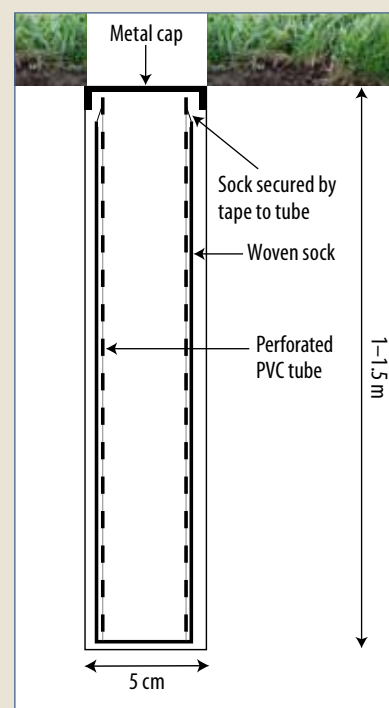 Metal cap
Sock secured by
tape to tube
Woven sock
Perforated
PVC tube
1–1.5 m
5 cm